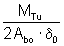 M_Tu
2A_bo · δ_0